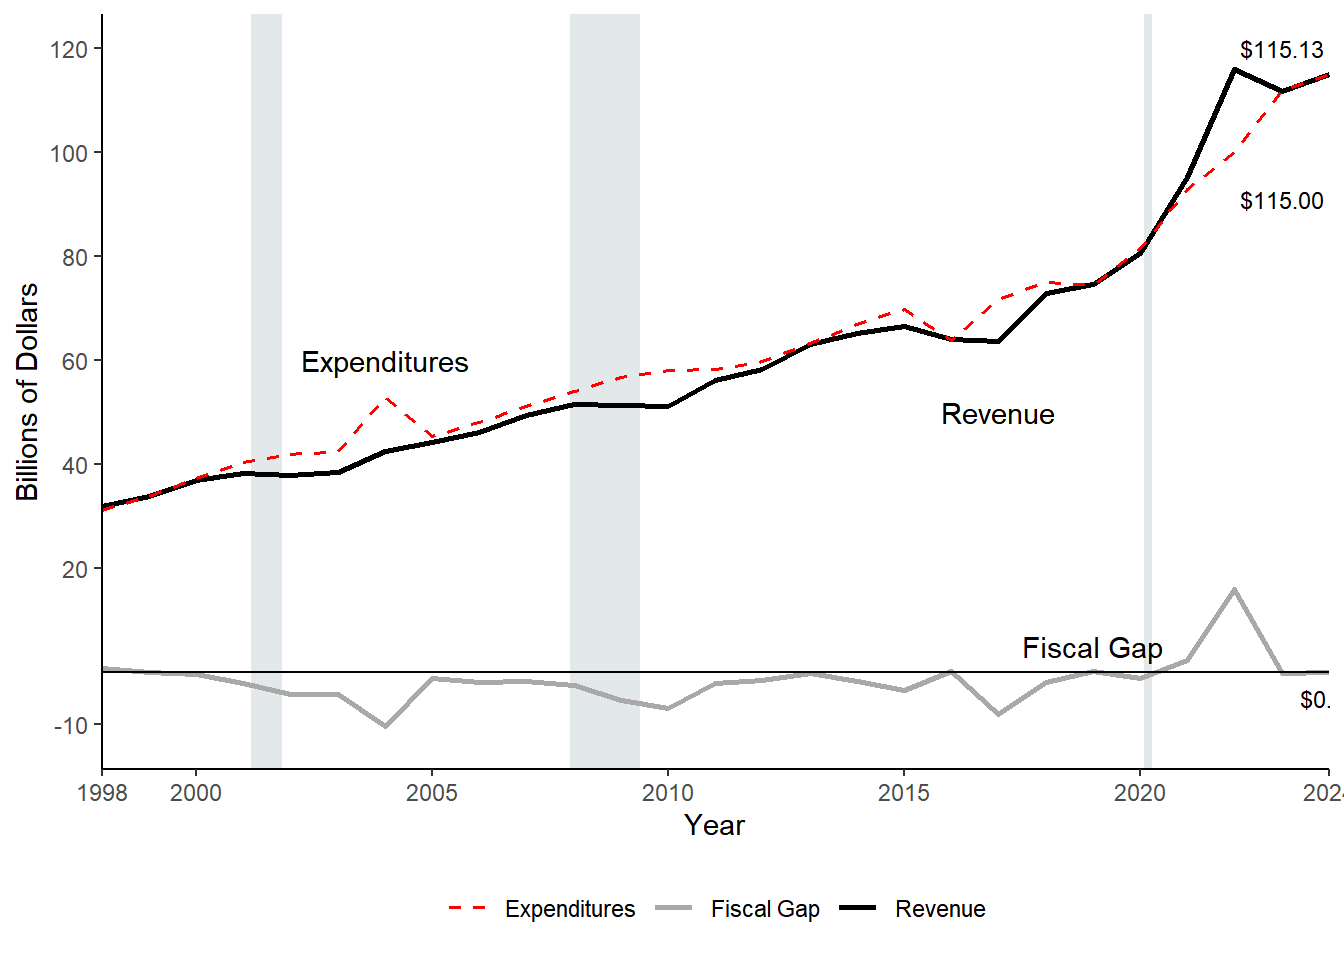 120
$115.13
100
$115.00
80
60
Expenditures
Revenue
40
20
Fiscal Gap
$0.
-10
Billions of Dollars
1998 2000 2005 2010 2015 2020 202
Year
Expenditures Fiscal Gap Revenue